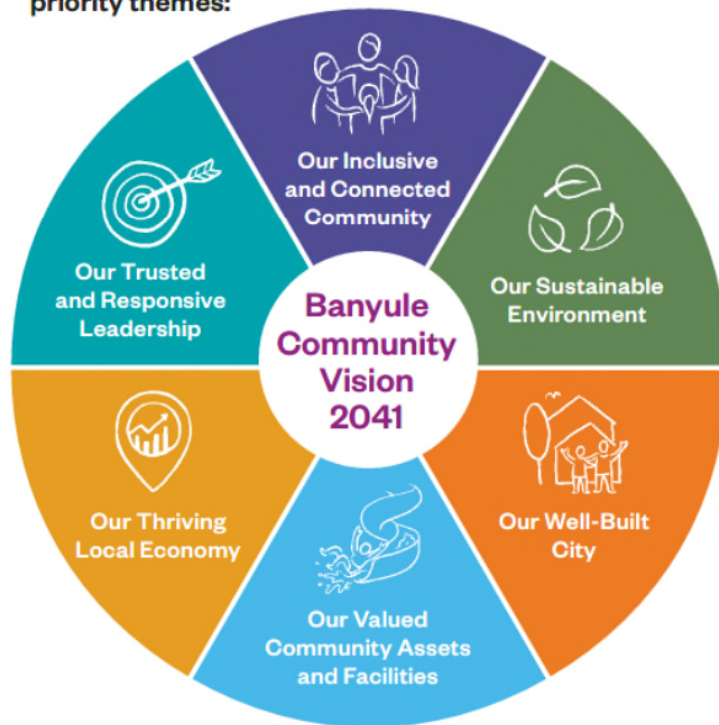 priority themes:
Our Inclusive
and Connected
Community
Our Sustainable
Environment
Our Well-Built
City
Our Valued
Community Assets
and Facilities
Our Thriving
Local Economy
Our Trusted
and Responsive
Leadership
Banyule
Community
Vision
2041